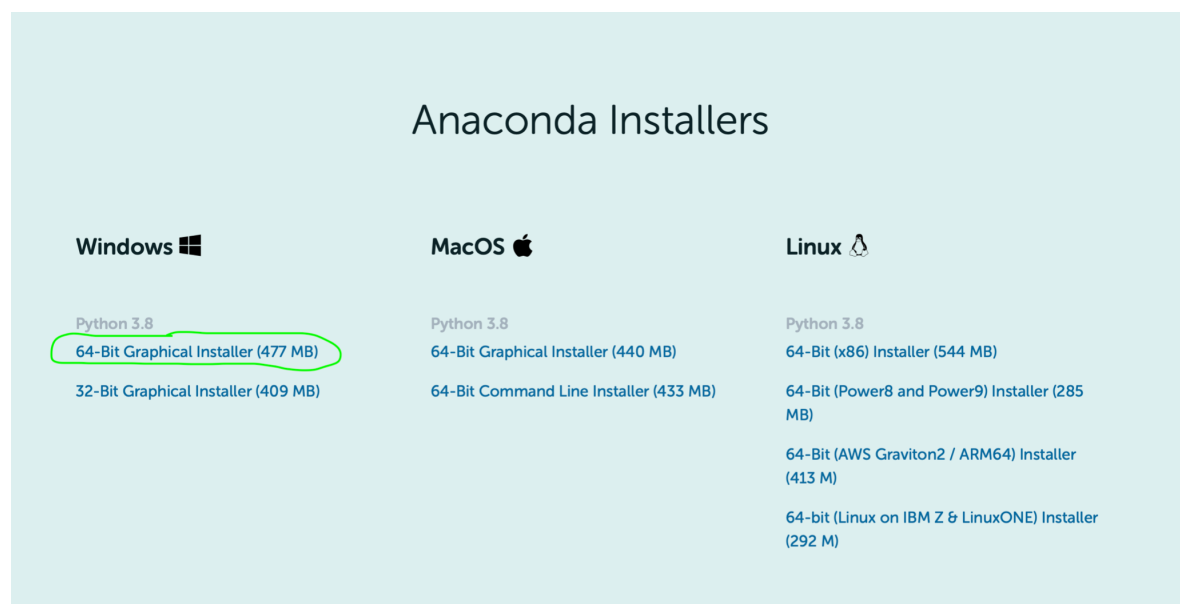 Anaconda Installers
Windows
Python 3.8
64-Bit Graphical Installer (477 MB)
32-Bit Graphical Installer (409 MB)
MacOS
Python 3.8
64-Bit Graphical Installer (440 MB)
64-Bit Command Line Installer (433 MB)
Linux
Python 3.8
64-Bit (x86) Installer (544 MB)
64-Bit (Power8 and Power9) Installer (285
MB)
64-Bit (AWS Graviton2 / ARM64) Installer
(413 M)
64-bit (Linux on IBM Z & LinuxONE) Installer
(292 M)